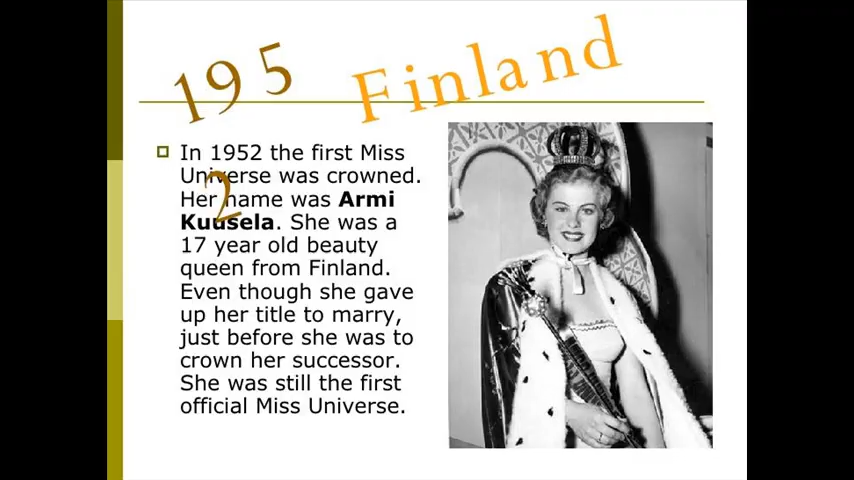 195
2
Finland
In 1952 the first Miss
Universe was crowned.
Her name was Armi
Kuusela. She was a
17 year old beauty
queen from Finland.
Even though she gave
up her title to marry,
just before she was to
crown her successor.
She was still the first
official Miss Universe.